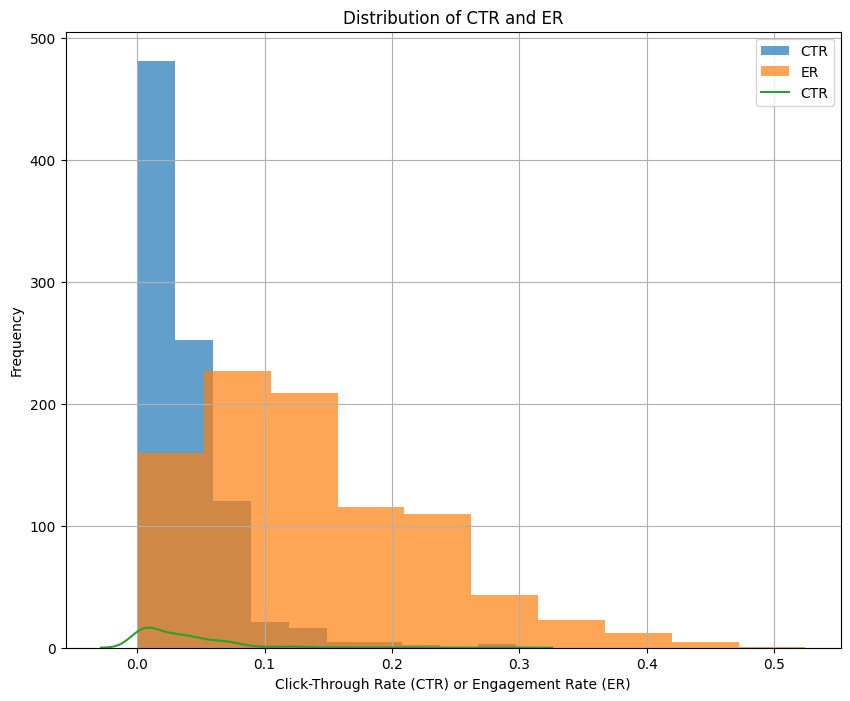 Distribution of CTR and ER
CTR
ER
CTR
Frequency
500
400
300
200
100
0
0.0 0.1 0.2 0.3 0.4 0.5
Click-Through Rate (CTR) or Engagement Rate (ER)